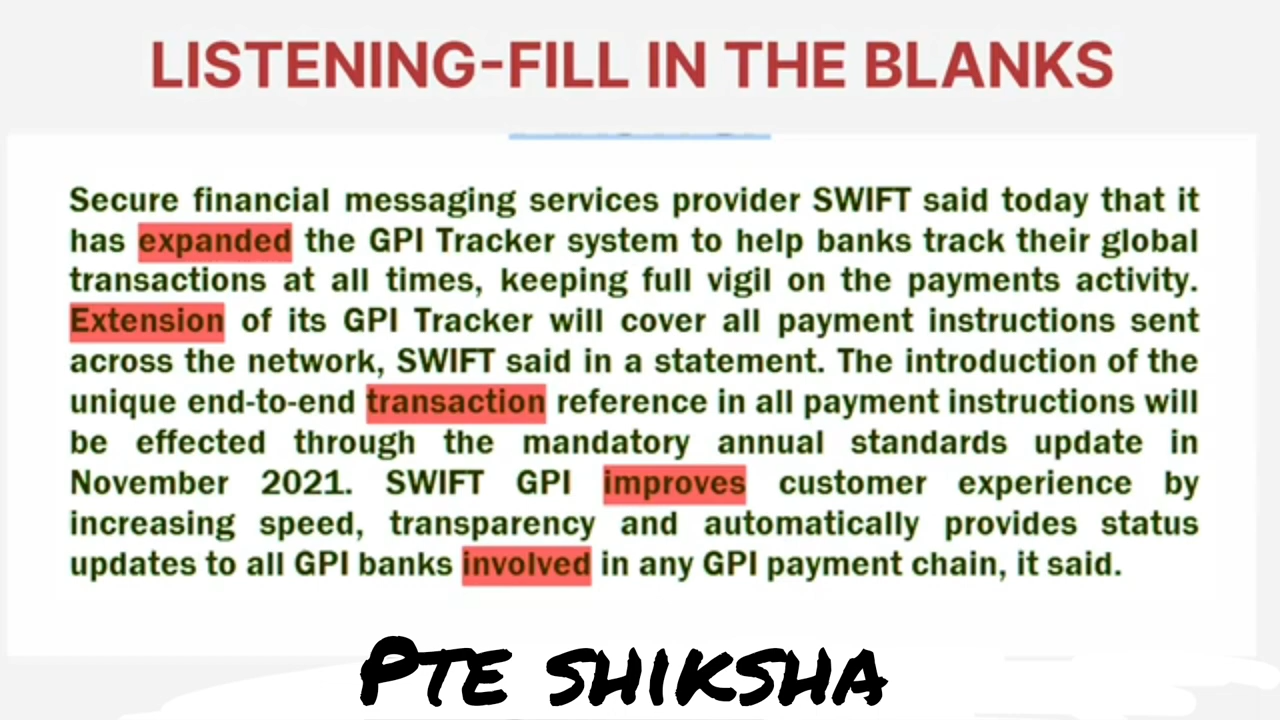 LISTENING-FILL IN THE BLANKS
Secure financial messaging services provider SWIFT said today that it
has expanded the GPI Tracker system to help banks track their global
transactions at all times, keeping full vigil on the payments activity.
Extension of its GPI Tracker will cover all payment instructions sent
across the network, SWIFT said in a statement. The introduction of the
unique end-to-end transaction reference in all payment instructions will
be effected through the mandatory annual standards update in
November 2021. SWIFT GPI improves customer experience by
increasing speed, transparency and automatically provides status
updates to all GPI banks involved in any GPI payment chain, it said.
PTE SHIKSHA